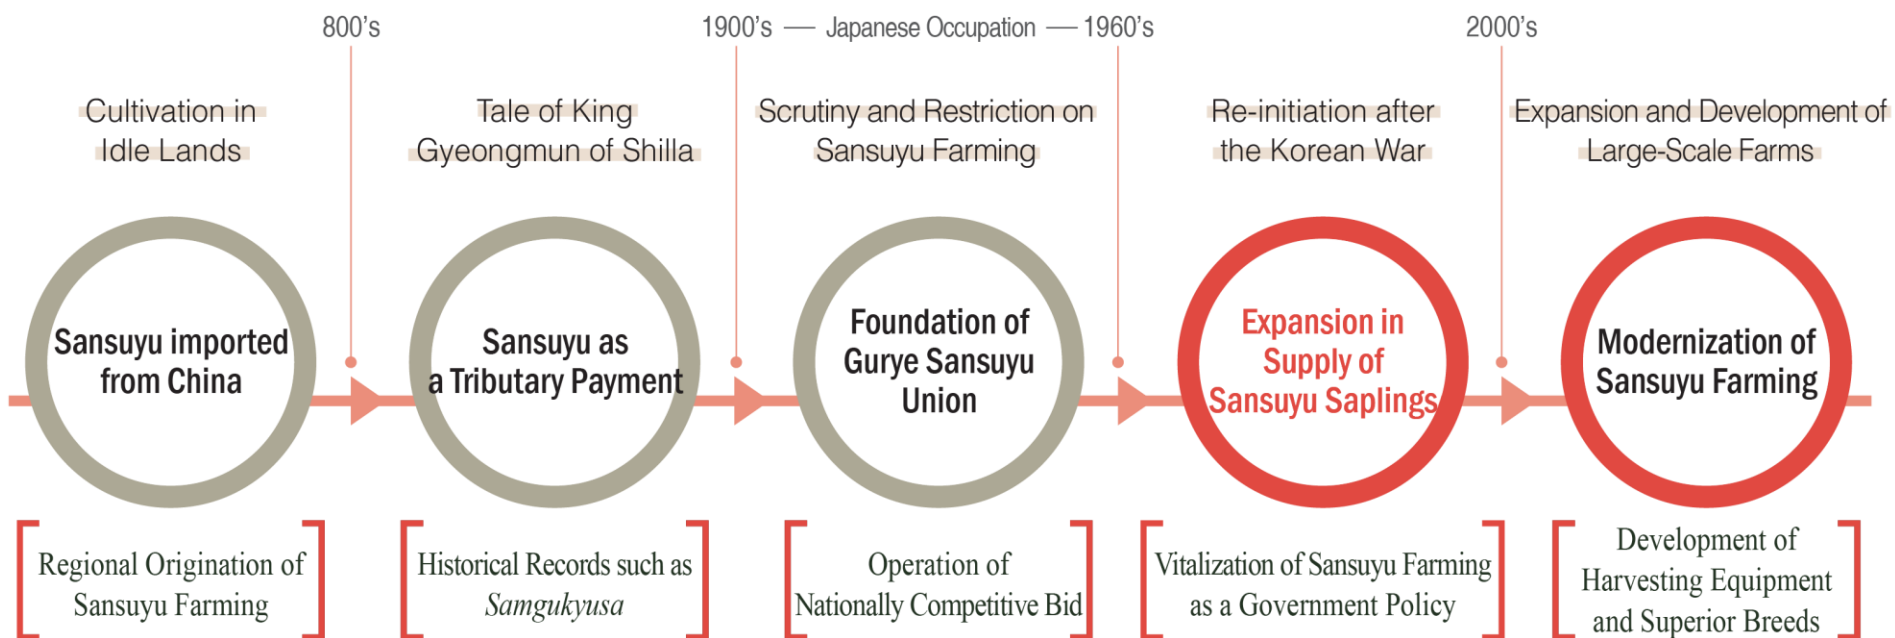 800's
1900's — Japanese Occupation — 1960's
2000's
Cultivation in
Idle Lands
Tale of King
Gyeongmun of Shilla
Scrutiny and Restriction on
Sansuyu Farming
Re-initiation after
the Korean War
Expansion and Development of
Large-Scale Farms
Sansuyu imported
from China
Sansuyu as
a Tributary Payment
Foundation of
Gurye Sansuyu
Union
Expansion in
Supply of
Sansuyu Saplings
Modernization of
Sansuyu Farming
Regional Origination of
Sansuyu Farming
Historical Records such as
Samgukyusa
Operation of
Nationally Competitive Bid
Vitalization of Sansuyu Farming
as a Government Policy
Development of
Harvesting Equipment
and Superior Breeds